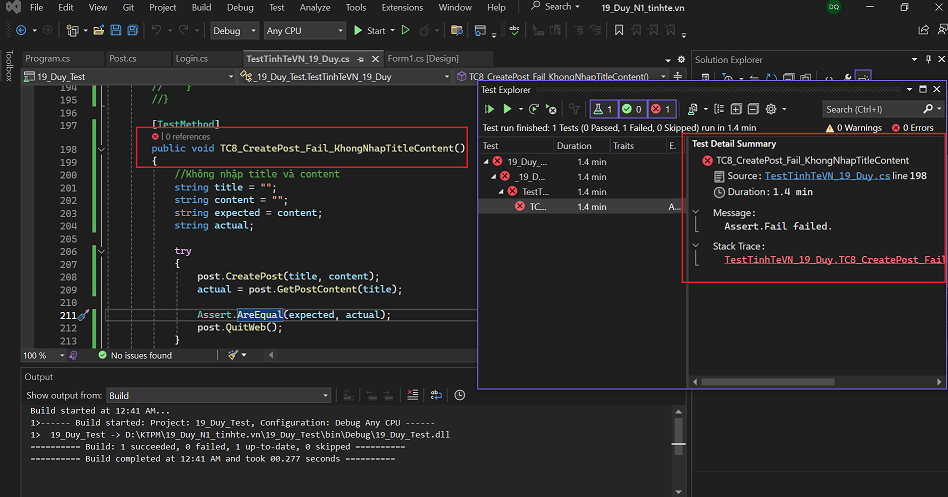 File Edit View Git Project Build Debug Test Analyze Tools Extensions Window Help Search 19_Duy_N1_tinhte.vn DQ
Debug Any CPU Start
Toolbox
Program.cs Post.cs Login.cs TestTinhTeVN_19_Duy.cs Form1.cs [Design]
19_Duy_Test _19_Duy_Test.TestTinhTeVN_19_Duy TC8_CreatePost_Fail_KhongNhapTitleContent()
194 // }
195 //}
196
197 [TestMethod]
0 references
198 public void TC8_CreatePost_Fail_KhongNhapTitleContent()
199 {
200 //Không nhập title và content
201 string title = "";
202 string content = "";
203 string expected = content;
204 string actual;
205
206 try
207 {
208 post.CreatePost(title, content);
209 actual = post.GetPostContent(title);
210
211 Assert.AreEqual(expected, actual);
212 post.QuitWeb();
213 }
100 % No issues found
Solution Explorer
Test Explorer
1 0 1 Search (Ctrl+I)
Test run finished: 1 Tests (0 Passed, 1 Failed, 0 Skipped) run in 1.4 min 0 Warnings 0 Errors
Test Duration Traits E.
19_Duy_... 1.4 min
_19_D... 1.4 min
TestT... 1.4 min
TC... 1.4 min A...
Test Detail Summary
TC8_CreatePost_Fail_KhongNhapTitleContent
Source: TestTinhTeVN_19_Duy.cs line 198
Duration: 1.4 min
Message:
Assert.Fail failed.
Stack Trace:
TestTinhTeVN_19_Duy.TC8_CreatePost_Fail
Output
Show output from: Build
Build started at 12:41 AM...
1>------ Build started: Project: 19_Duy_Test, Configuration: Debug Any CPU ------
1> 19_Duy_Test -> D:\KTPM\19_Duy_N1_tinhte.vn\19_Duy_Test\bin\Debug\19_Duy_Test.dll
========== Build: 1 succeeded, 0 failed, 1 up-to-date, 0 skipped ==========
========== Build completed at 12:41 AM and took 00.277 seconds ==========